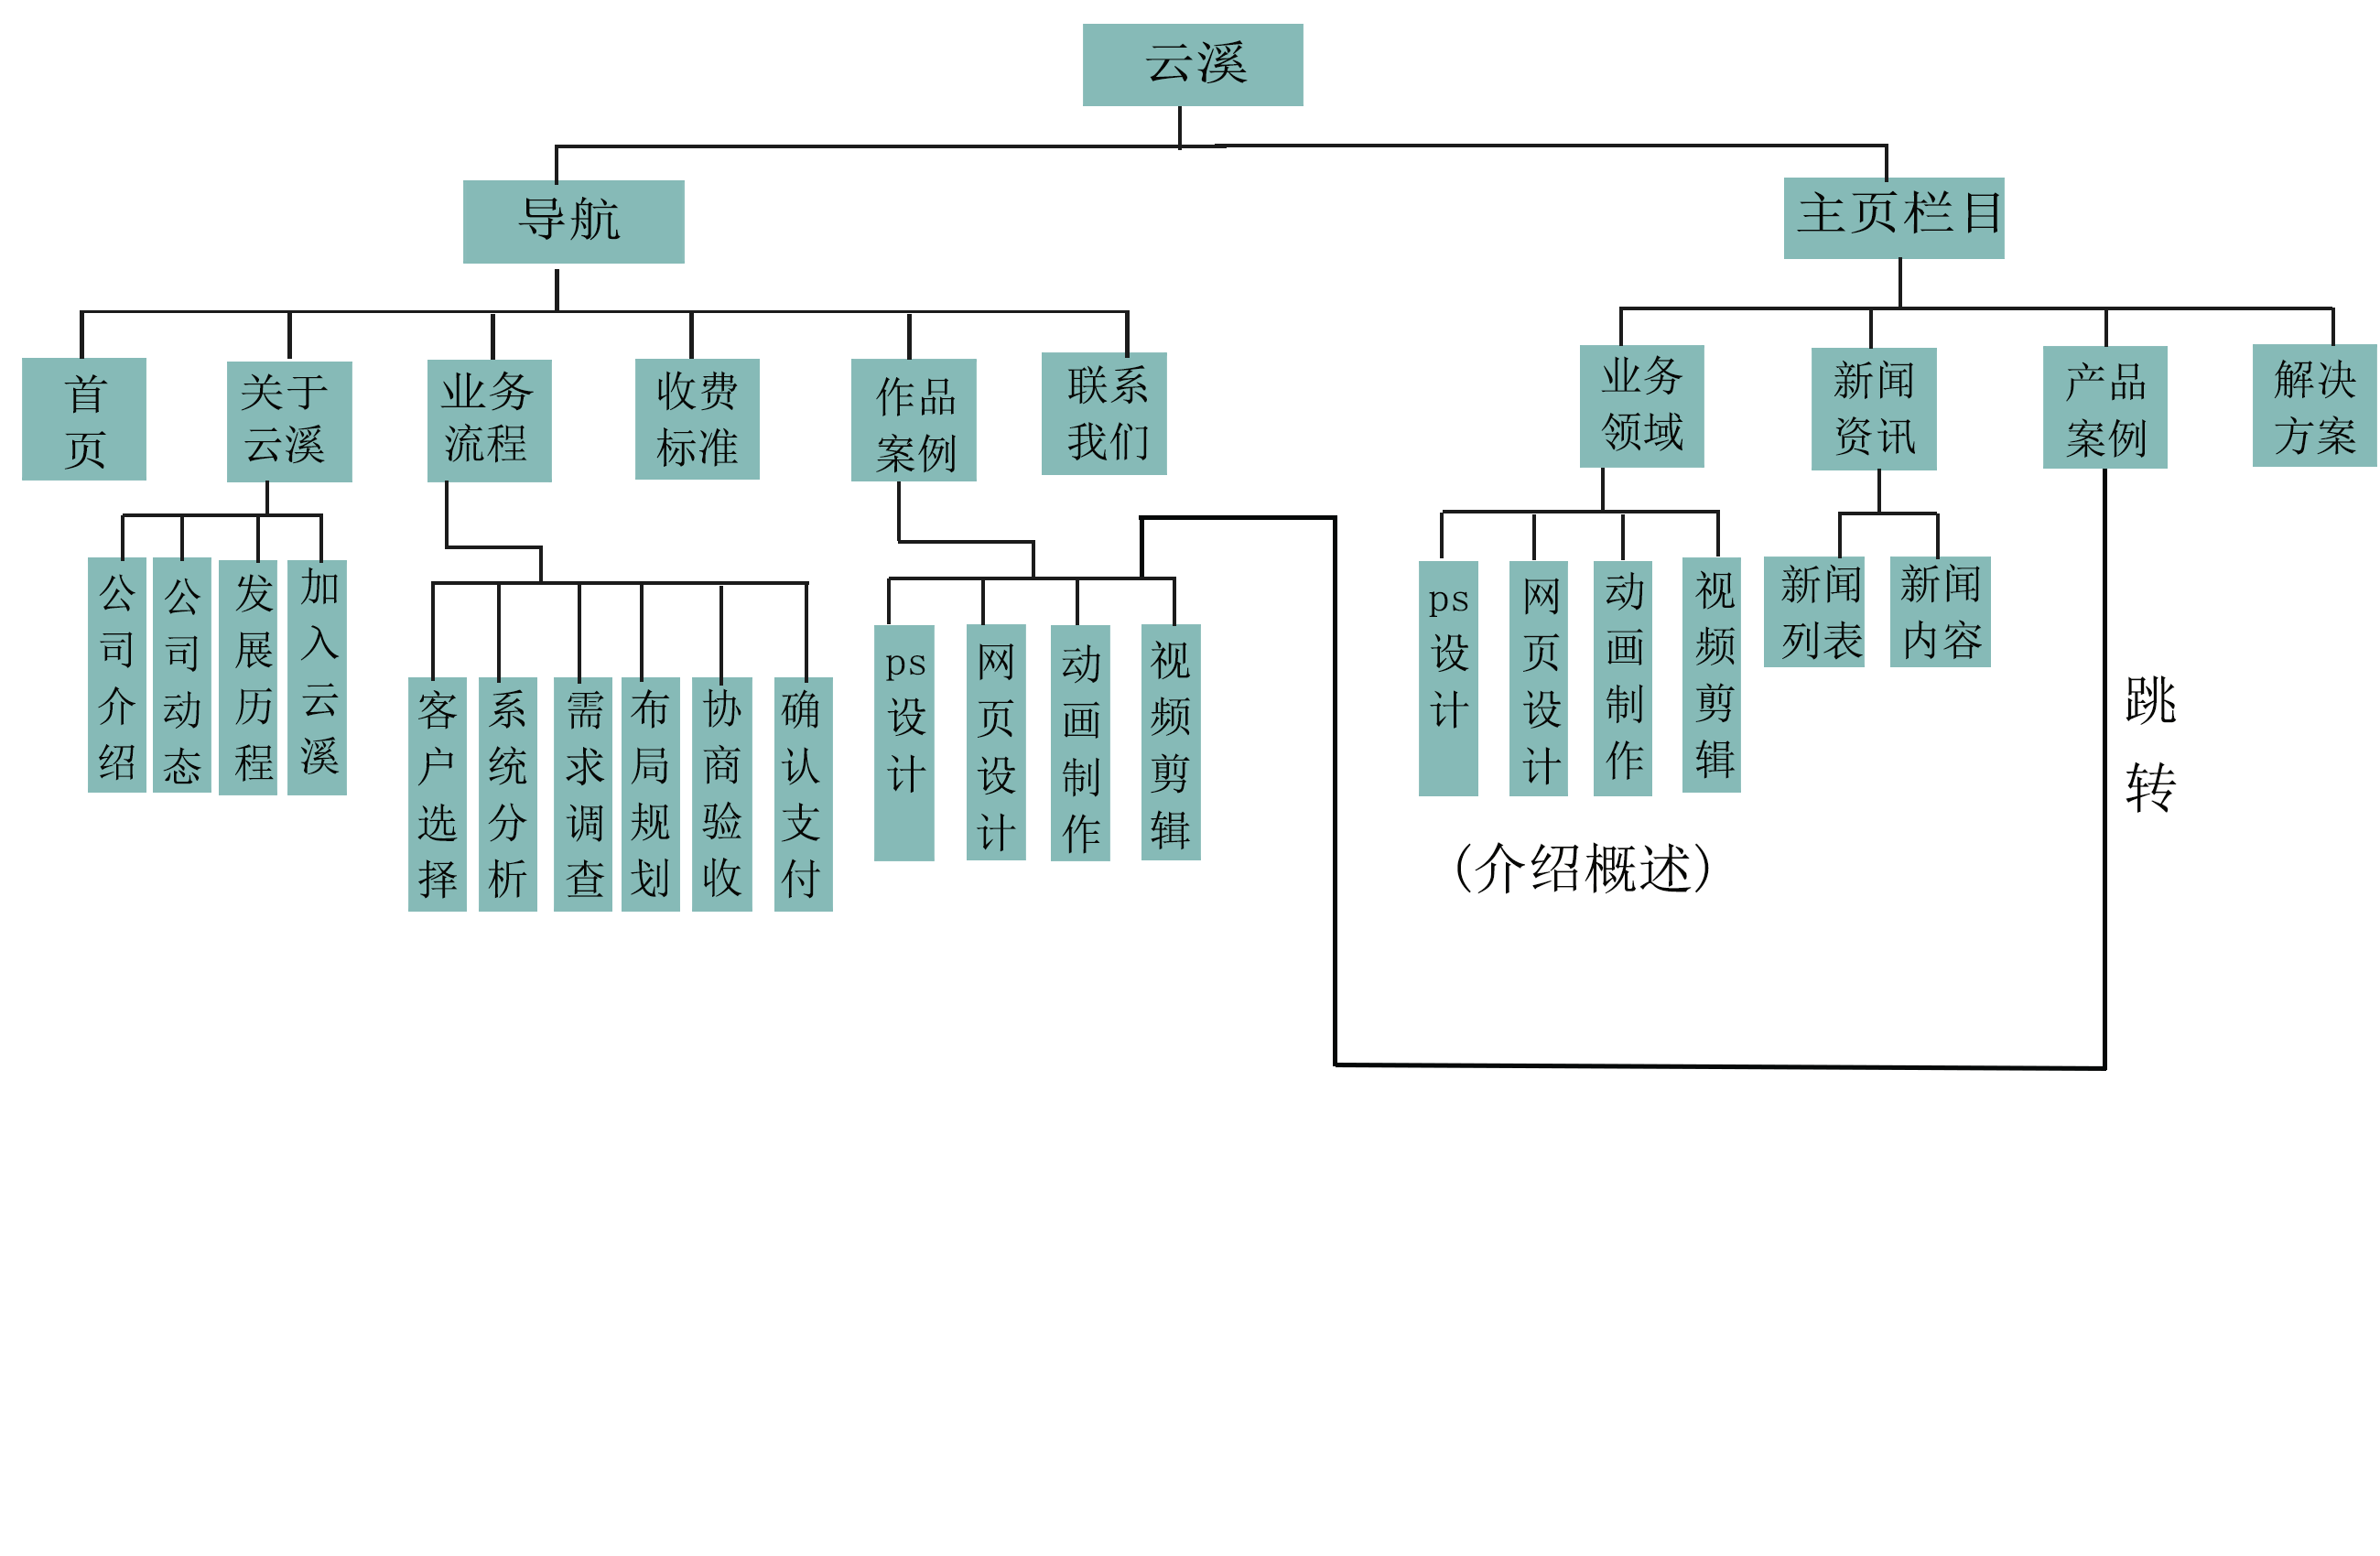 云溪
导航
主页栏目
首
页
关于
云溪
业务
流程
收费
标准
作品
案例
联系
我们
业务
领域
新闻
资讯
产品
案例
解决
方案
公司介绍
公司动态
发展历程
加入云溪
客户选择
系统分析
需求调查
布局规划
协商验收
确认支付
ps
设计
网页设计
动画制作
视频剪辑
ps
设计
网页设计
动画制作
视频剪辑
新闻
列表
新闻
内容
(介绍概述)
跳转